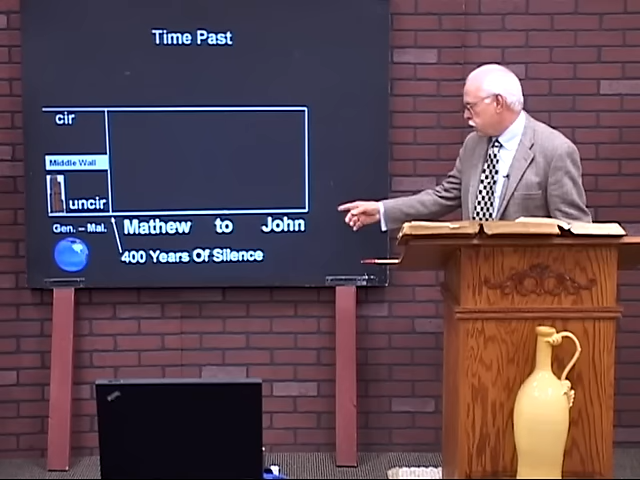 Time Past
cir
Middle Wall
uncir
Gen. - Mal.
Mathew to John
400 Years Of Silence